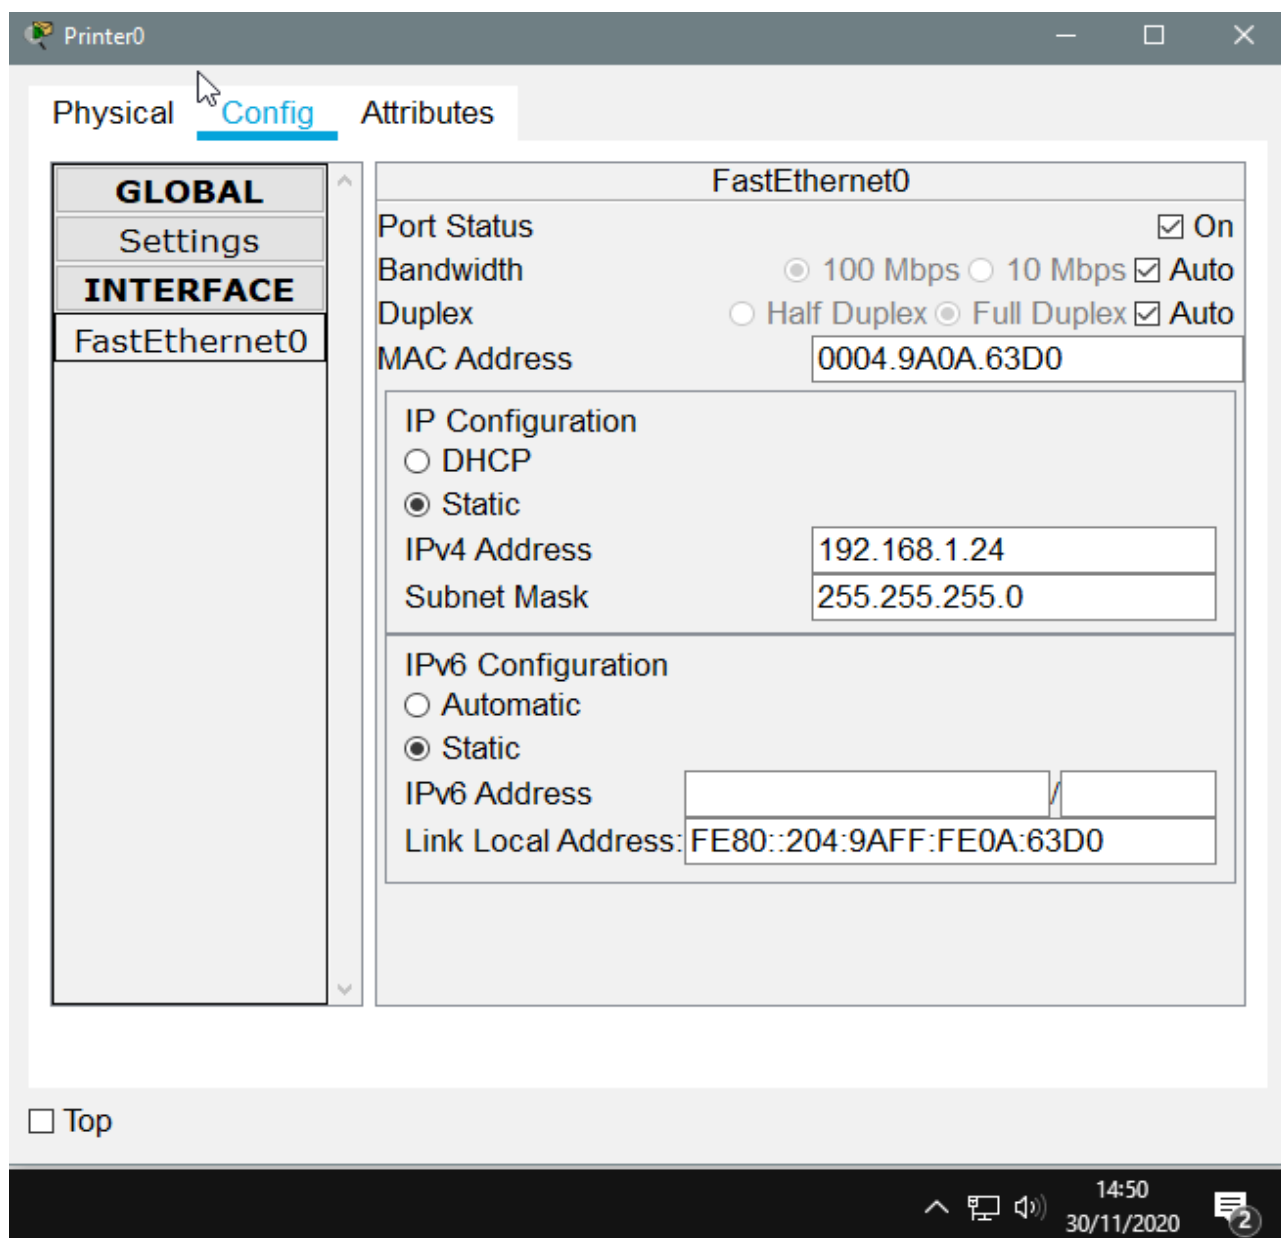 Printer0
Physical Config Attributes
GLOBAL
Settings
INTERFACE
FastEthernet0
FastEthernet0
Port Status On
Bandwidth 100 Mbps 10 Mbps Auto
Duplex Half Duplex Full Duplex Auto
MAC Address 0004.9A0A.63D0
IP Configuration
DHCP
Static
IPv4 Address 192.168.1.24
Subnet Mask 255.255.255.0
IPv6 Configuration
Automatic
Static
IPv6 Address /
Link Local Address: FE80::204:9AFF:FE0A:63D0
Top
14:50
30/11/2020
2